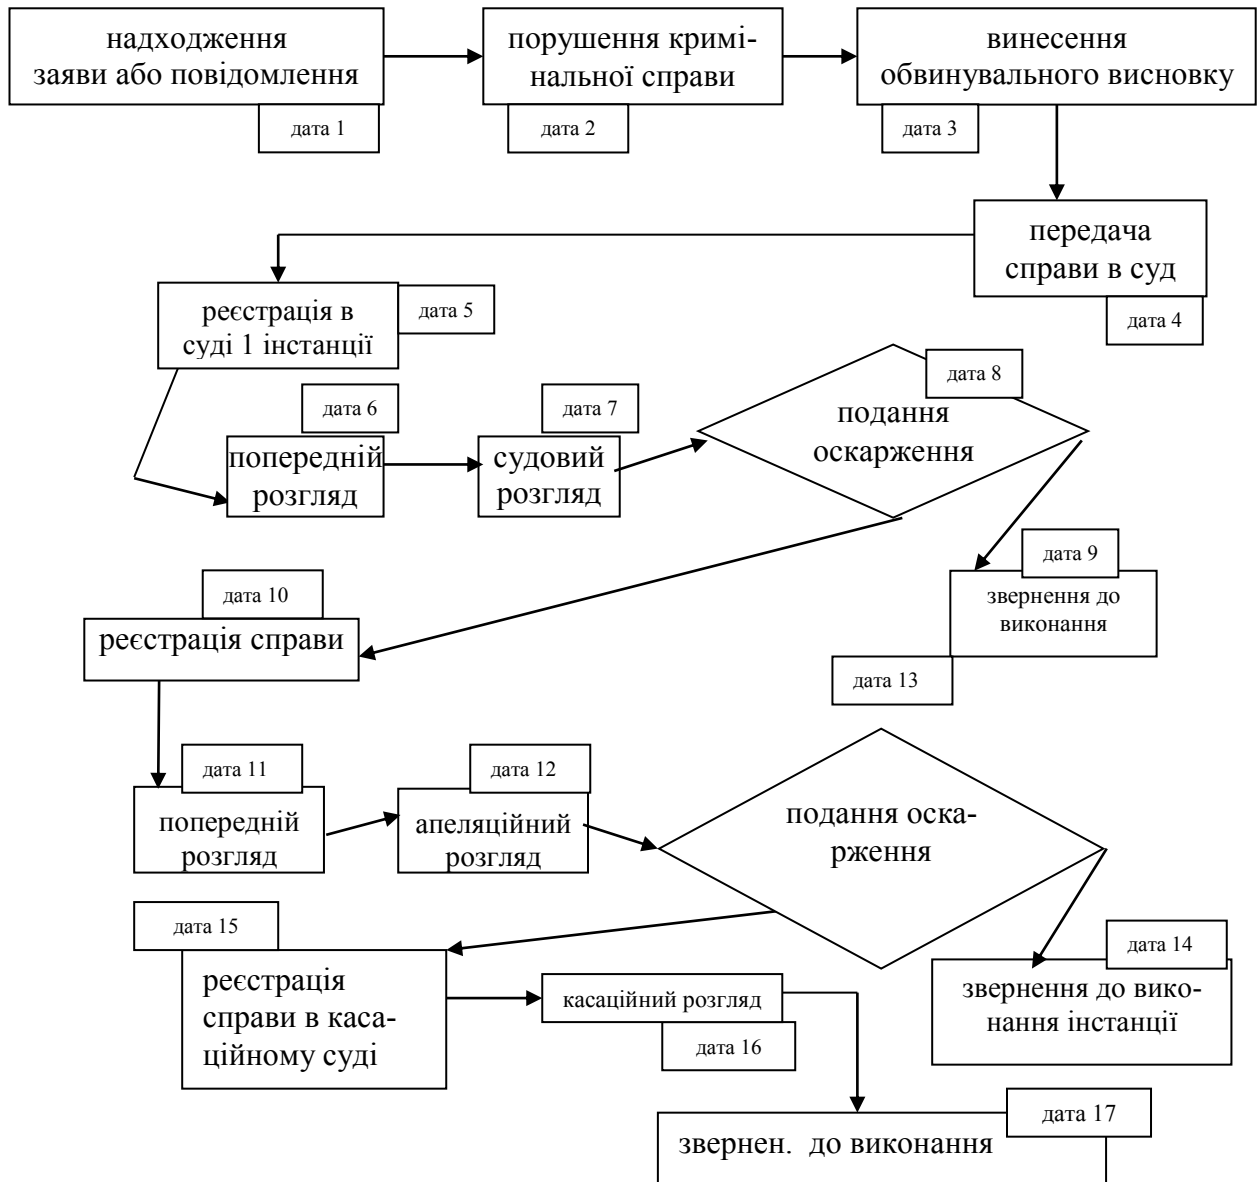 надходження
заяви або повідомлення
дата 1
порушення кримі-
нальної справи
дата 2
винесення
обвинувального висновку
дата 3
передача
справи в суд
дата 4
реєстрація в
суді 1 інстанції
дата 5
дата 6
попередній
розгляд
дата 7
судовий
розгляд
дата 8
подання
оскарження
дата 9
звернення до
виконання
дата 10
реєстрація справи
дата 11
попередній
розгляд
дата 12
апеляційний
розгляд
дата 13
подання оска-
рження
дата 14
звернення до вико-
нання інстанції
дата 15
реєстрація
справи в каса-
ційному суді
касаційний розгляд
дата 16
дата 17
звернен. до виконання